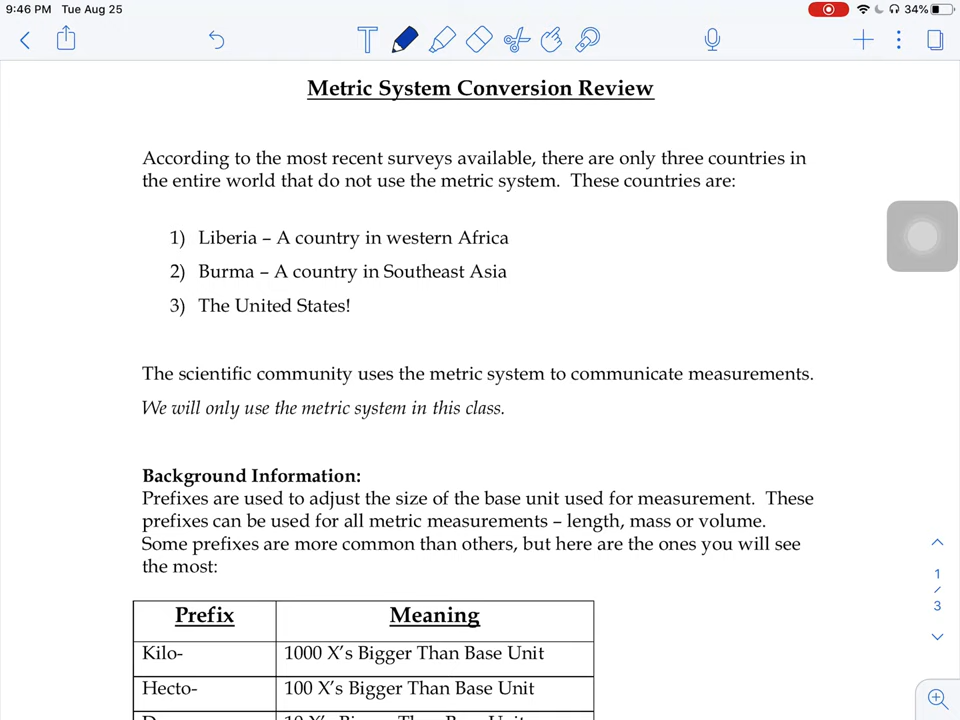 9:46 PM Tue Aug 25
34%
Metric System Conversion Review
According to the most recent surveys available, there are only three countries in
the entire world that do not use the metric system. These countries are:
1) Liberia – A country in western Africa
2) Burma – A country in Southeast Asia
3) The United States!
The scientific community uses the metric system to communicate measurements.
We will only use the metric system in this class.
Background Information:
Prefixes are used to adjust the size of the base unit used for measurement. These
prefixes can be used for all metric measurements – length, mass or volume.
Some prefixes are more common than others, but here are the ones you will see
the most:
Prefix Meaning
Kilo- 1000 X's Bigger Than Base Unit
Hecto- 100 X's Bigger Than Base Unit
10 X's Bigger Than Base Unit
1
/
3